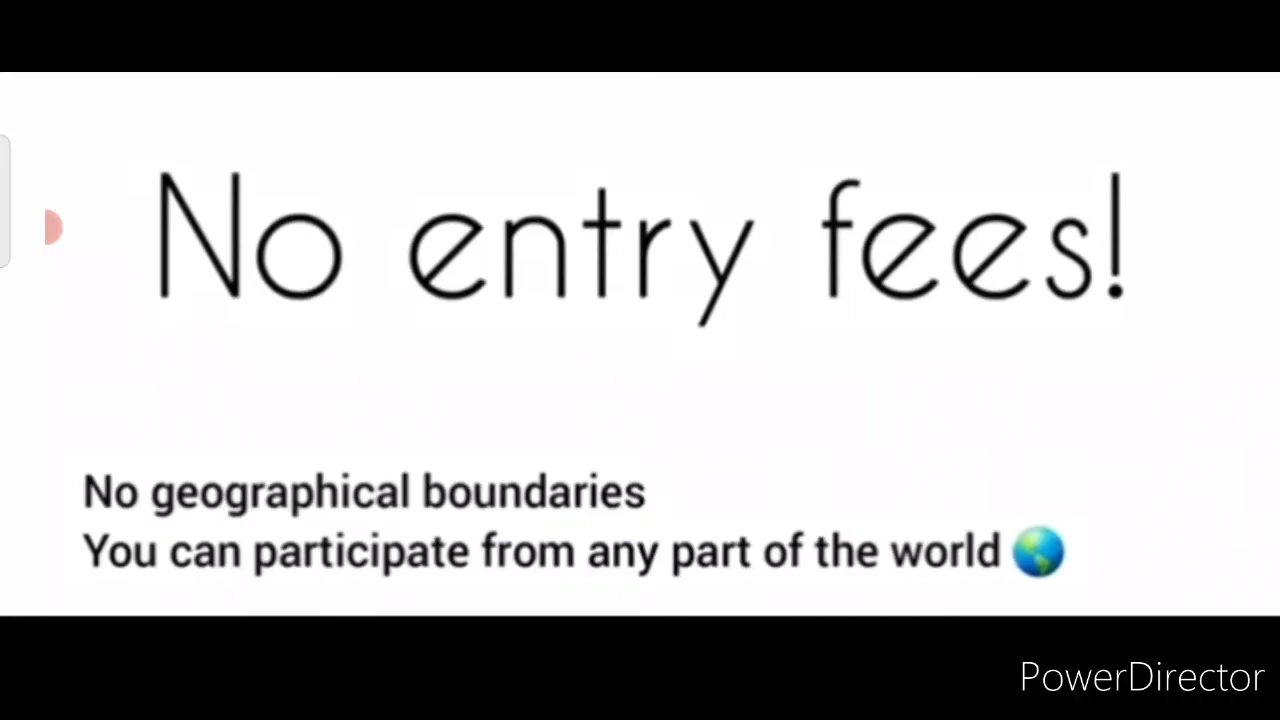 No entry fees!
No geographical boundaries
You can participate from any part of the world 🌎
PowerDirector